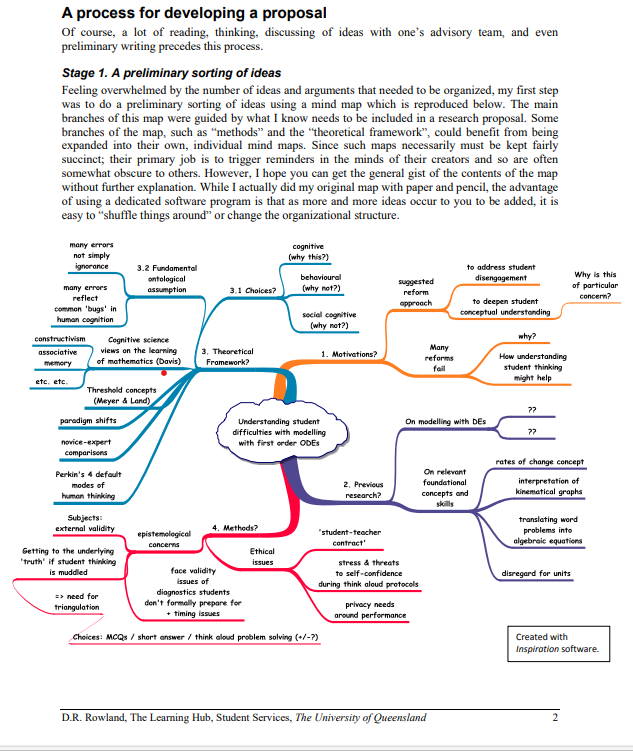 A process for developing a proposal
Of course, a lot of reading, thinking, discussing of ideas with one's advisory team, and even
preliminary writing precedes this process.
Stage 1. A preliminary sorting of ideas
Feeling overwhelmed by the number of ideas and arguments that needed to be organized, my first step
was to do a preliminary sorting of ideas using a mind map which is reproduced below. The main
branches of this map were guided by what I know needs to be included in a research proposal. Some
branches of the map, such as "methods" and the "theoretical framework", could benefit from being
expanded into their own, individual mind maps. Since such maps necessarily must be kept fairly
succinct; their primary job is to trigger reminders in the minds of their creators and so are often
somewhat obscure to others. However, I hope you can get the general gist of the contents of the map
without further explanation. While I actually did my original map with paper and pencil, the advantage
of using a dedicated software program is that as more and more ideas occur to you to be added, it is
easy to "shuffle things around" or change the organizational structure.
many errors
not simply
ignorance
many errors
reflect
common 'bugs' in
human cognition
3.2 Fundamental
ontological
assumption
3.1 Choices?
cognitive
(why this?)
behavioural
(why not?)
social cognitive
(why not?)
constructivism
associative
memory
etc. etc.
Cognitive science
views on the learning
of mathematics (Davis)
3. Theoretical
Framework?
Threshold concepts
(Meyer & Land)
paradigm shifts
novice-expert
comparisons
Perkin's 4 default
modes of
human thinking
1. Motivations?
suggested
reform
approach
to address student
disengagement
to deepen student
conceptual understanding
Why is this
of particular
concern?
Many
reforms
fail
why?
How understanding
student thinking
might help
Understanding student
difficulties with modelling
with first order ODEs
2. Previous
research?
On modelling with DEs
??
??
On relevant
foundational
concepts and
skills
rates of change concept
interpretation of
kinematical graphs
translating word
problems into
algebraic equations
disregard for units
4. Methods?
epistemological
concerns
Subjects:
external validity
Getting to the underlying
'truth' if student thinking
is muddled
=> need for
triangulation
face validity
issues of
diagnostics students
don't formally prepare for
+ timing issues
Ethical
issues
'student-teacher
contract'
stress & threats
to self-confidence
during think aloud protocols
privacy needs
around performance
Choices: MCQs / short answer / think aloud problem solving (+/-?)
Created with
Inspiration software.
D.R. Rowland, The Learning Hub, Student Services, The University of Queensland 2